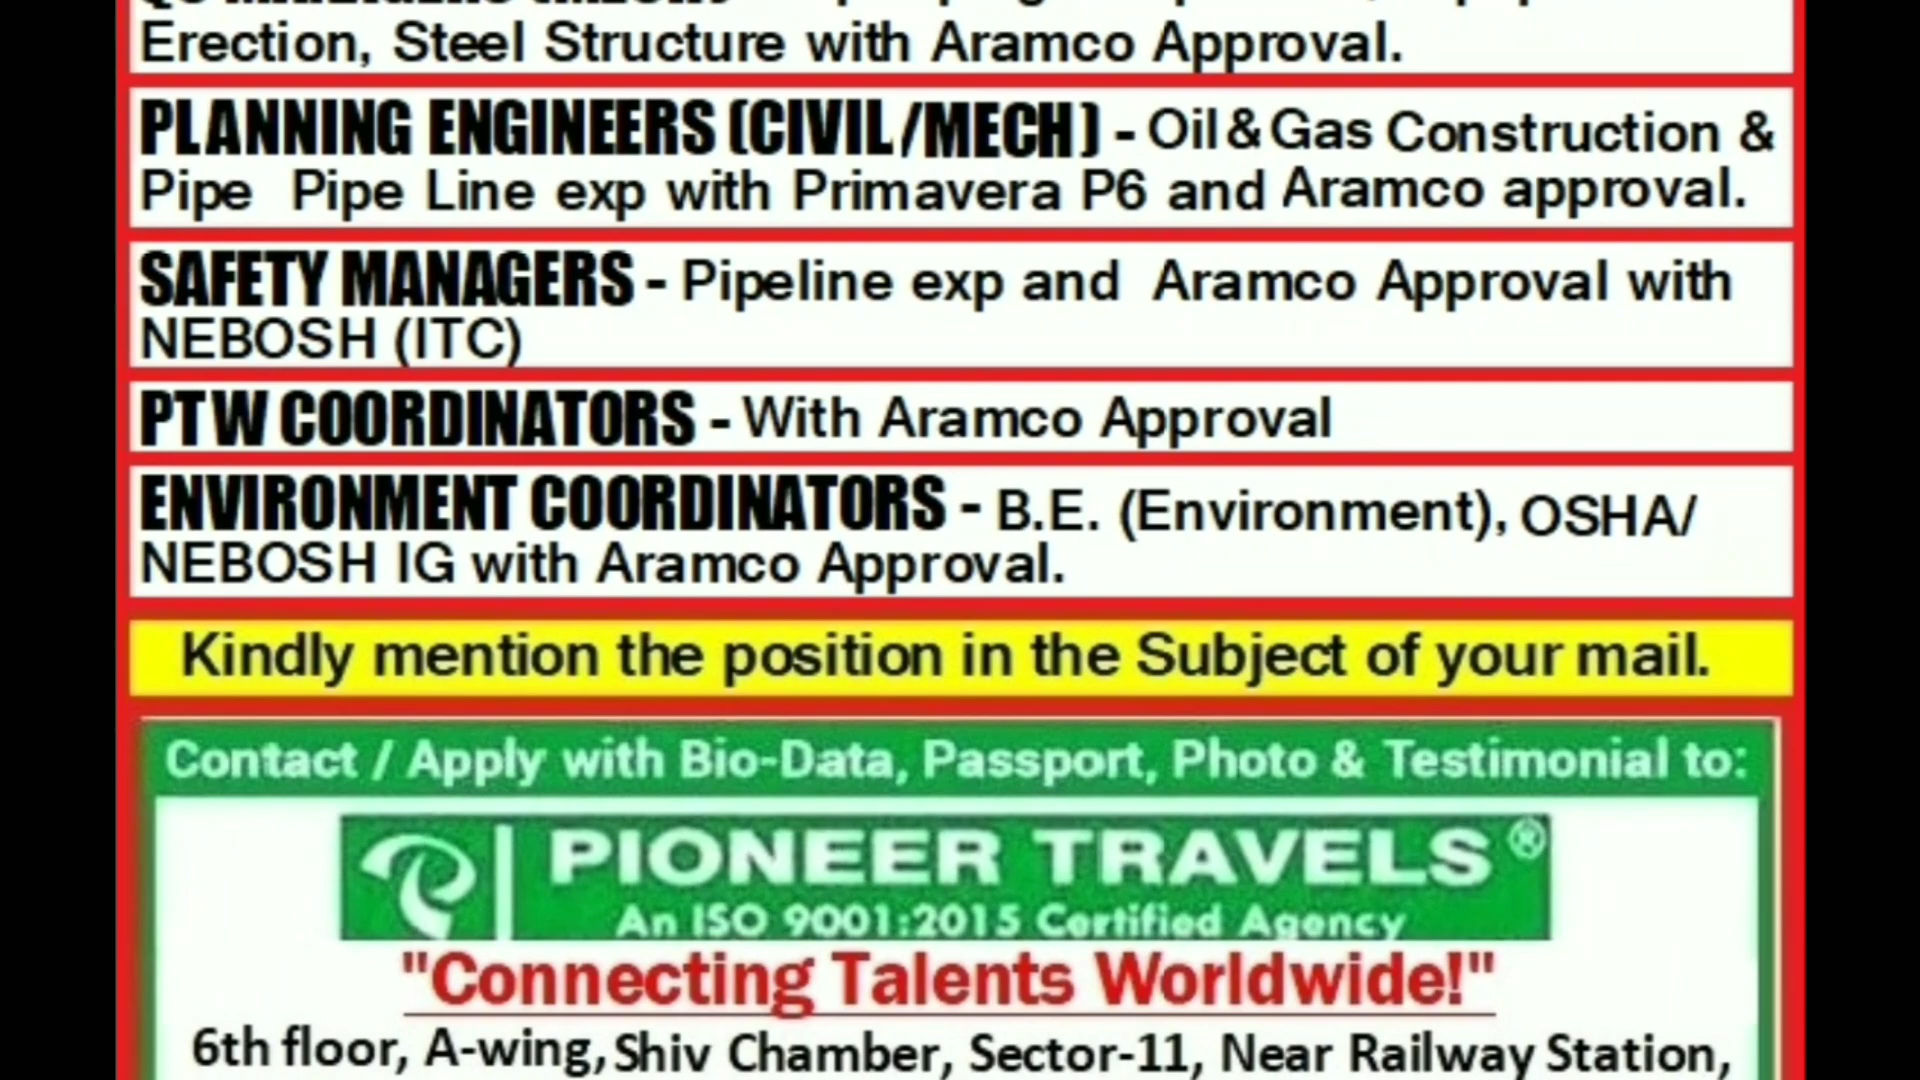 Erection, Steel Structure with Aramco Approval.
PLANNING ENGINEERS (CIVIL/MECH) - Oil & Gas Construction &
Pipe Pipe Line exp with Primavera P6 and Aramco approval.
SAFETY MANAGERS - Pipeline exp and Aramco Approval with
NEBOSH (ITC)
PTW COORDINATORS - With Aramco Approval
ENVIRONMENT COORDINATORS - B.E. (Environment), OSHA/
NEBOSH IG with Aramco Approval.
Kindly mention the position in the Subject of your mail.
Contact / Apply with Bio-Data, Passport, Photo & Testimonial to:
PIONEER TRAVELS ®
An ISO 9001:2015 Certified Agency
"Connecting Talents Worldwide!"
6th floor, A-wing, Shiv Chamber, Sector-11, Near Railway Station,